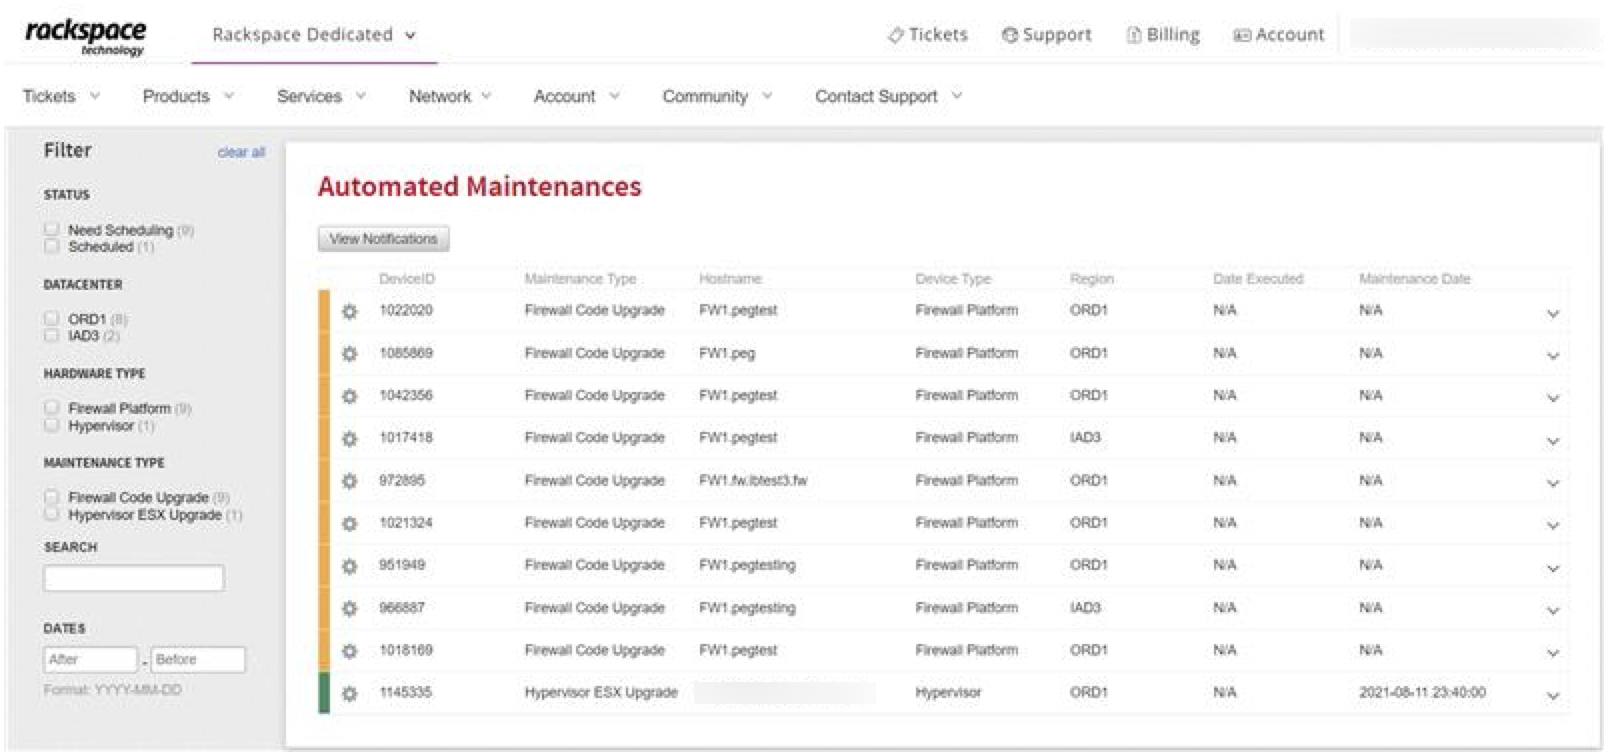 rackspace
technology
Rackspace Dedicated
Tickets Support Billing Account
Tickets Products Services Network Account Community Contact Support
Filter clear all
STATUS
Need Scheduling (9)
Scheduled (1)
DATACENTER
ORD1 (8)
IAD3 (2)
HARDWARE TYPE
Firewall Platform (9)
Hypervisor (1)
MAINTENANCE TYPE
Firewall Code Upgrade (9)
Hypervisor ESX Upgrade (1)
SEARCH
DATES
After - Before
Format: YYYY-MM-DD
Automated Maintenances
View Notifications
DeviceID Maintenance Type Hostname Device Type Region Date Executed Maintenance Date
1022020 Firewall Code Upgrade FW1.pegtest Firewall Platform ORD1 N/A N/A
1085869 Firewall Code Upgrade FW1.peg Firewall Platform ORD1 N/A N/A
1042356 Firewall Code Upgrade FW1.pegtest Firewall Platform ORD1 N/A N/A
1017418 Firewall Code Upgrade FW1.pegtest Firewall Platform IAD3 N/A N/A
972895 Firewall Code Upgrade FW1.fw.lbtest3.fw Firewall Platform ORD1 N/A N/A
1021324 Firewall Code Upgrade FW1.pegtest Firewall Platform ORD1 N/A N/A
951949 Firewall Code Upgrade FW1.pegtesting Firewall Platform ORD1 N/A N/A
966887 Firewall Code Upgrade FW1.pegtesting Firewall Platform IAD3 N/A N/A
1018169 Firewall Code Upgrade FW1.pegtest Firewall Platform ORD1 N/A N/A
1145335 Hypervisor ESX Upgrade Hypervisor ORD1 N/A 2021-08-11 23:40:00